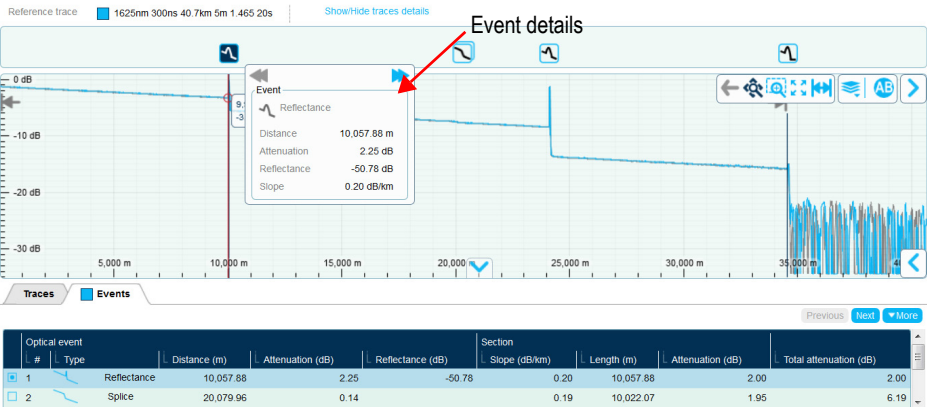 Reference trace 1625nm 300ns 40.7km 5m 1.465 20s Show/Hide traces details
Event details
0 dB
-10 dB
-20 dB
-30 dB
Event
Reflectance
Distance 10,057.88 m
Attenuation 2.25 dB
Reflectance -50.78 dB
Slope 0.20 dB/km
AB
5,000 m 10,000 m 15,000 m 20,000 25,000 m 30,000 m 35,000 m
Traces Events
Previous Next More
Optical event Section
# Type Distance (m) Attenuation (dB) Reflectance (dB) Slope (dB/km) Length (m) Attenuation (dB) Total attenuation (dB)
1 Reflectance 10,057.88 2.25 -50.78 0.20 10,057.88 2.00 2.00
2 Splice 20,079.96 0.14 0.19 10,022.07 1.95 6.19